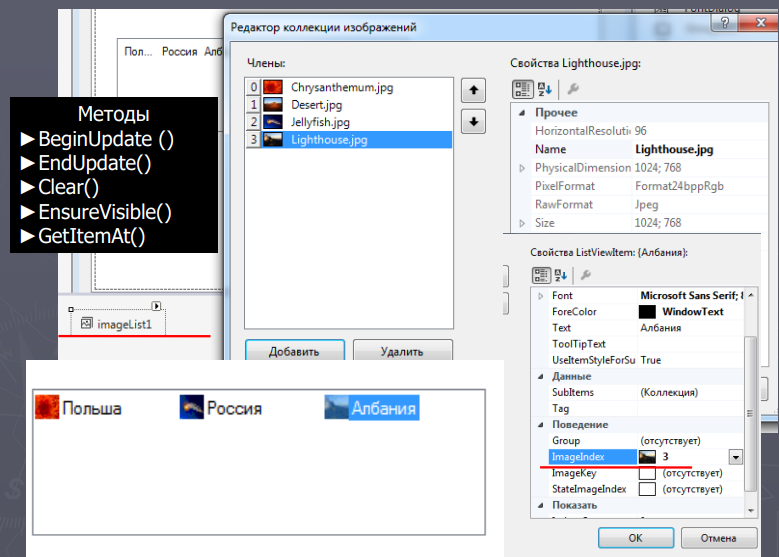 FontDialog
Редактор коллекции изображений
Пол... Россия Алб
Методы
►BeginUpdate ()
►EndUpdate()
►Clear()
►EnsureVisible()
►GetItemAt()
imageList1
Члены:
0 Chrysanthemum.jpg
1 Desert.jpg
2 Jellyfish.jpg
3 Lighthouse.jpg
Добавить
Удалить
Свойства Lighthouse.jpg:
Прочее
HorizontalResoluti 96
Name Lighthouse.jpg
PhysicalDimension 1024; 768
PixelFormat Format24bppRgb
RawFormat Jpeg
Size 1024; 768
Свойства ListViewItem: {Албания}:
Font Microsoft Sans Serif; 8
ForeColor WindowText
Text Албания
ToolTipText
UseItemStyleForSu True
Данные
SubItems (Коллекция)
Tag
Поведение
Group (отсутствует)
ImageIndex 3
ImageKey (отсутствует)
StateImageIndex (отсутствует)
Показать
OK
Отмена
Польша Россия Албания